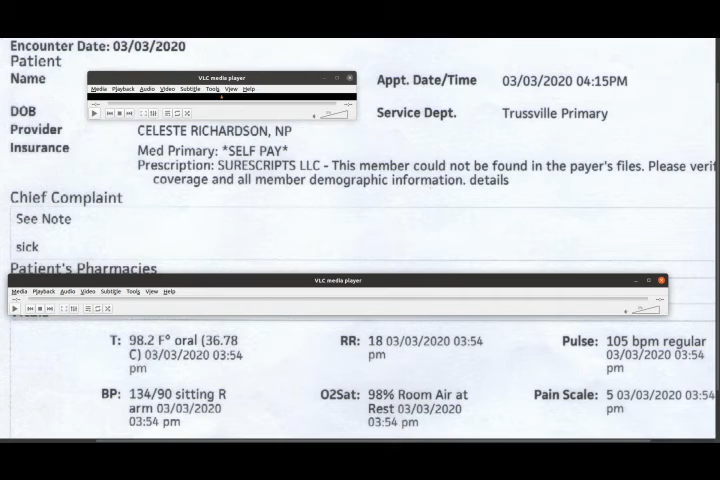 Encounter Date: 03/03/2020
Patient
Name
VLC media player
Media Playback Audio Video Subtitle Tools View Help
Appt. Date/Time 03/03/2020 04:15PM
DOB
Service Dept. Trussville Primary
Provider CELESTE RICHARDSON, NP
Insurance Med Primary: *SELF PAY*
Prescription: SURESCRIPTS LLC - This member could not be found in the payer's files. Please verif
coverage and all member demographic information. details
Chief Complaint
See Note
sick
Patient's Pharmacies
VLC media player
Media Playback Audio Video Subtitle Tools View Help
T: 98.2 F° oral (36.78 RR: 18 03/03/2020 03:54 Pulse: 105 bpm regular
C) 03/03/2020 03:54 pm 03/03/2020 03:54
pm pm
BP: 134/90 sitting R O2Sat: 98% Room Air at Pain Scale: 5 03/03/2020 03:54
arm 03/03/2020 Rest 03/03/2020 pm
03:54 pm 03:54 pm